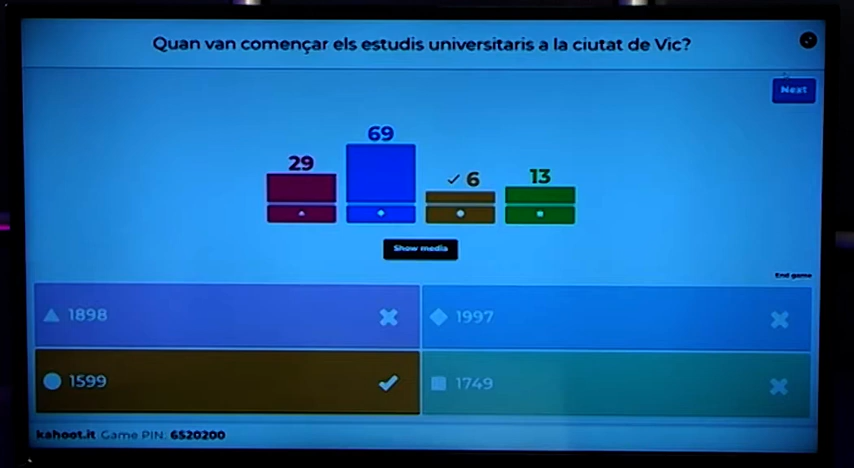 Quan van començar els estudis universitaris a la ciutat de Vic?
Next
29
69
6
13
Show media
End game
1898
1997
1599
1749
kahoot.it Game PIN: 6520200